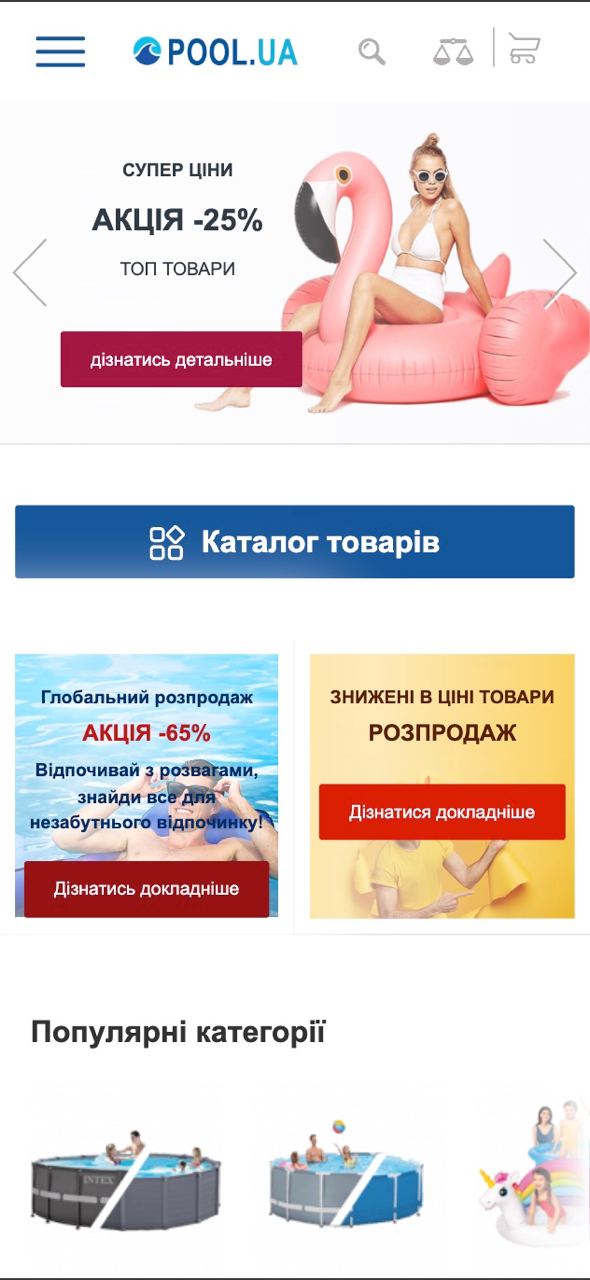 POOL.UA
СУПЕР ЦІНИ
АКЦІЯ -25%
ТОП ТОВАРИ
дізнатись детальніше
Каталог товарів
Глобальний розпродаж
АКЦІЯ -65%
Відпочивай з розвагами,
знайди все для
незабутнього відпочинку!
Дізнатись докладніше
ЗНИЖЕНІ В ЦІНІ ТОВАРИ
РОЗПРОДАЖ
Дізнатися докладніше
Популярні категорії
INTEX